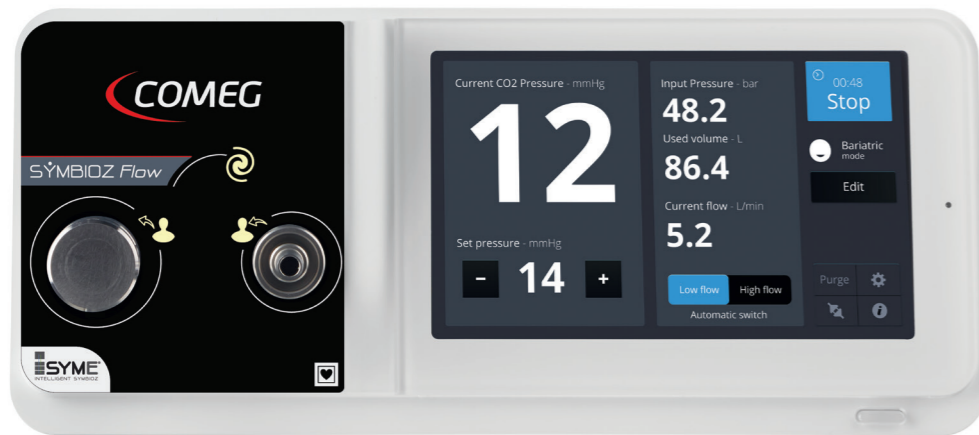 COMEG
SYMBIOZ Flow
iSYME®
INTELLIGENT SYMBIOZ
Current CO2 Pressure - mmHg
12
Set pressure - mmHg
- 14 +
Input Pressure - bar
48.2
Used volume - L
86.4
Current flow - L/min
5.2
Low flow High flow
Automatic switch
00:48
Stop
Bariatric
mode
Edit
Purge